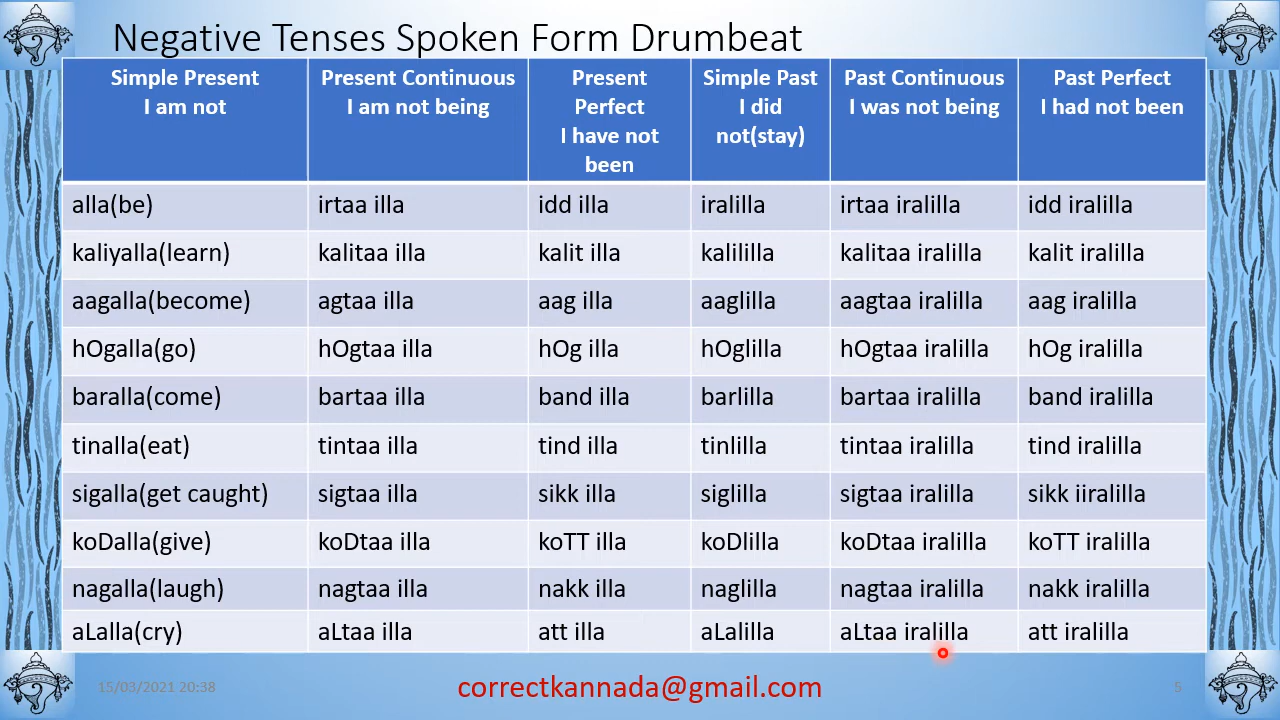 Negative Tenses Spoken Form Drumbeat
Simple Present
I am not
Present Continuous
I am not being
Present
Perfect
I have not
been
Simple Past
I did
not(stay)
Past Continuous
I was not being
Past Perfect
I had not been
alla(be) irtaa illa idd illa iralilla irtaa iralilla idd iralilla
kaliyalla(learn) kalitaa illa kalit illa kalililla kalitaa iralilla kalit iralilla
aagalla(become) agtaa illa aag illa aaglilla aagtaa iralilla aag iralilla
hOgalla(go) hOgtaa illa hOg illa hOglilla hOgtaa iralilla hOg iralilla
baralla(come) bartaa illa band illa barlilla bartaa iralilla band iralilla
tinalla(eat) tintaa illa tind illa tinlilla tintaa iralilla tind iralilla
sigalla(get caught) sigtaa illa sikk illa siglilla sigtaa iralilla sikk iiralilla
koDalla(give) koDtaa illa koTT illa koDlilla koDtaa iralilla koTT iralilla
nagalla(laugh) nagtaa illa nakk illa naglilla nagtaa iralilla nakk iralilla
aLalla(cry) aLtaa illa att illa aLalilla aLtaa iralilla att iralilla
15/03/2021 20:38 correctkannada@gmail.com 5